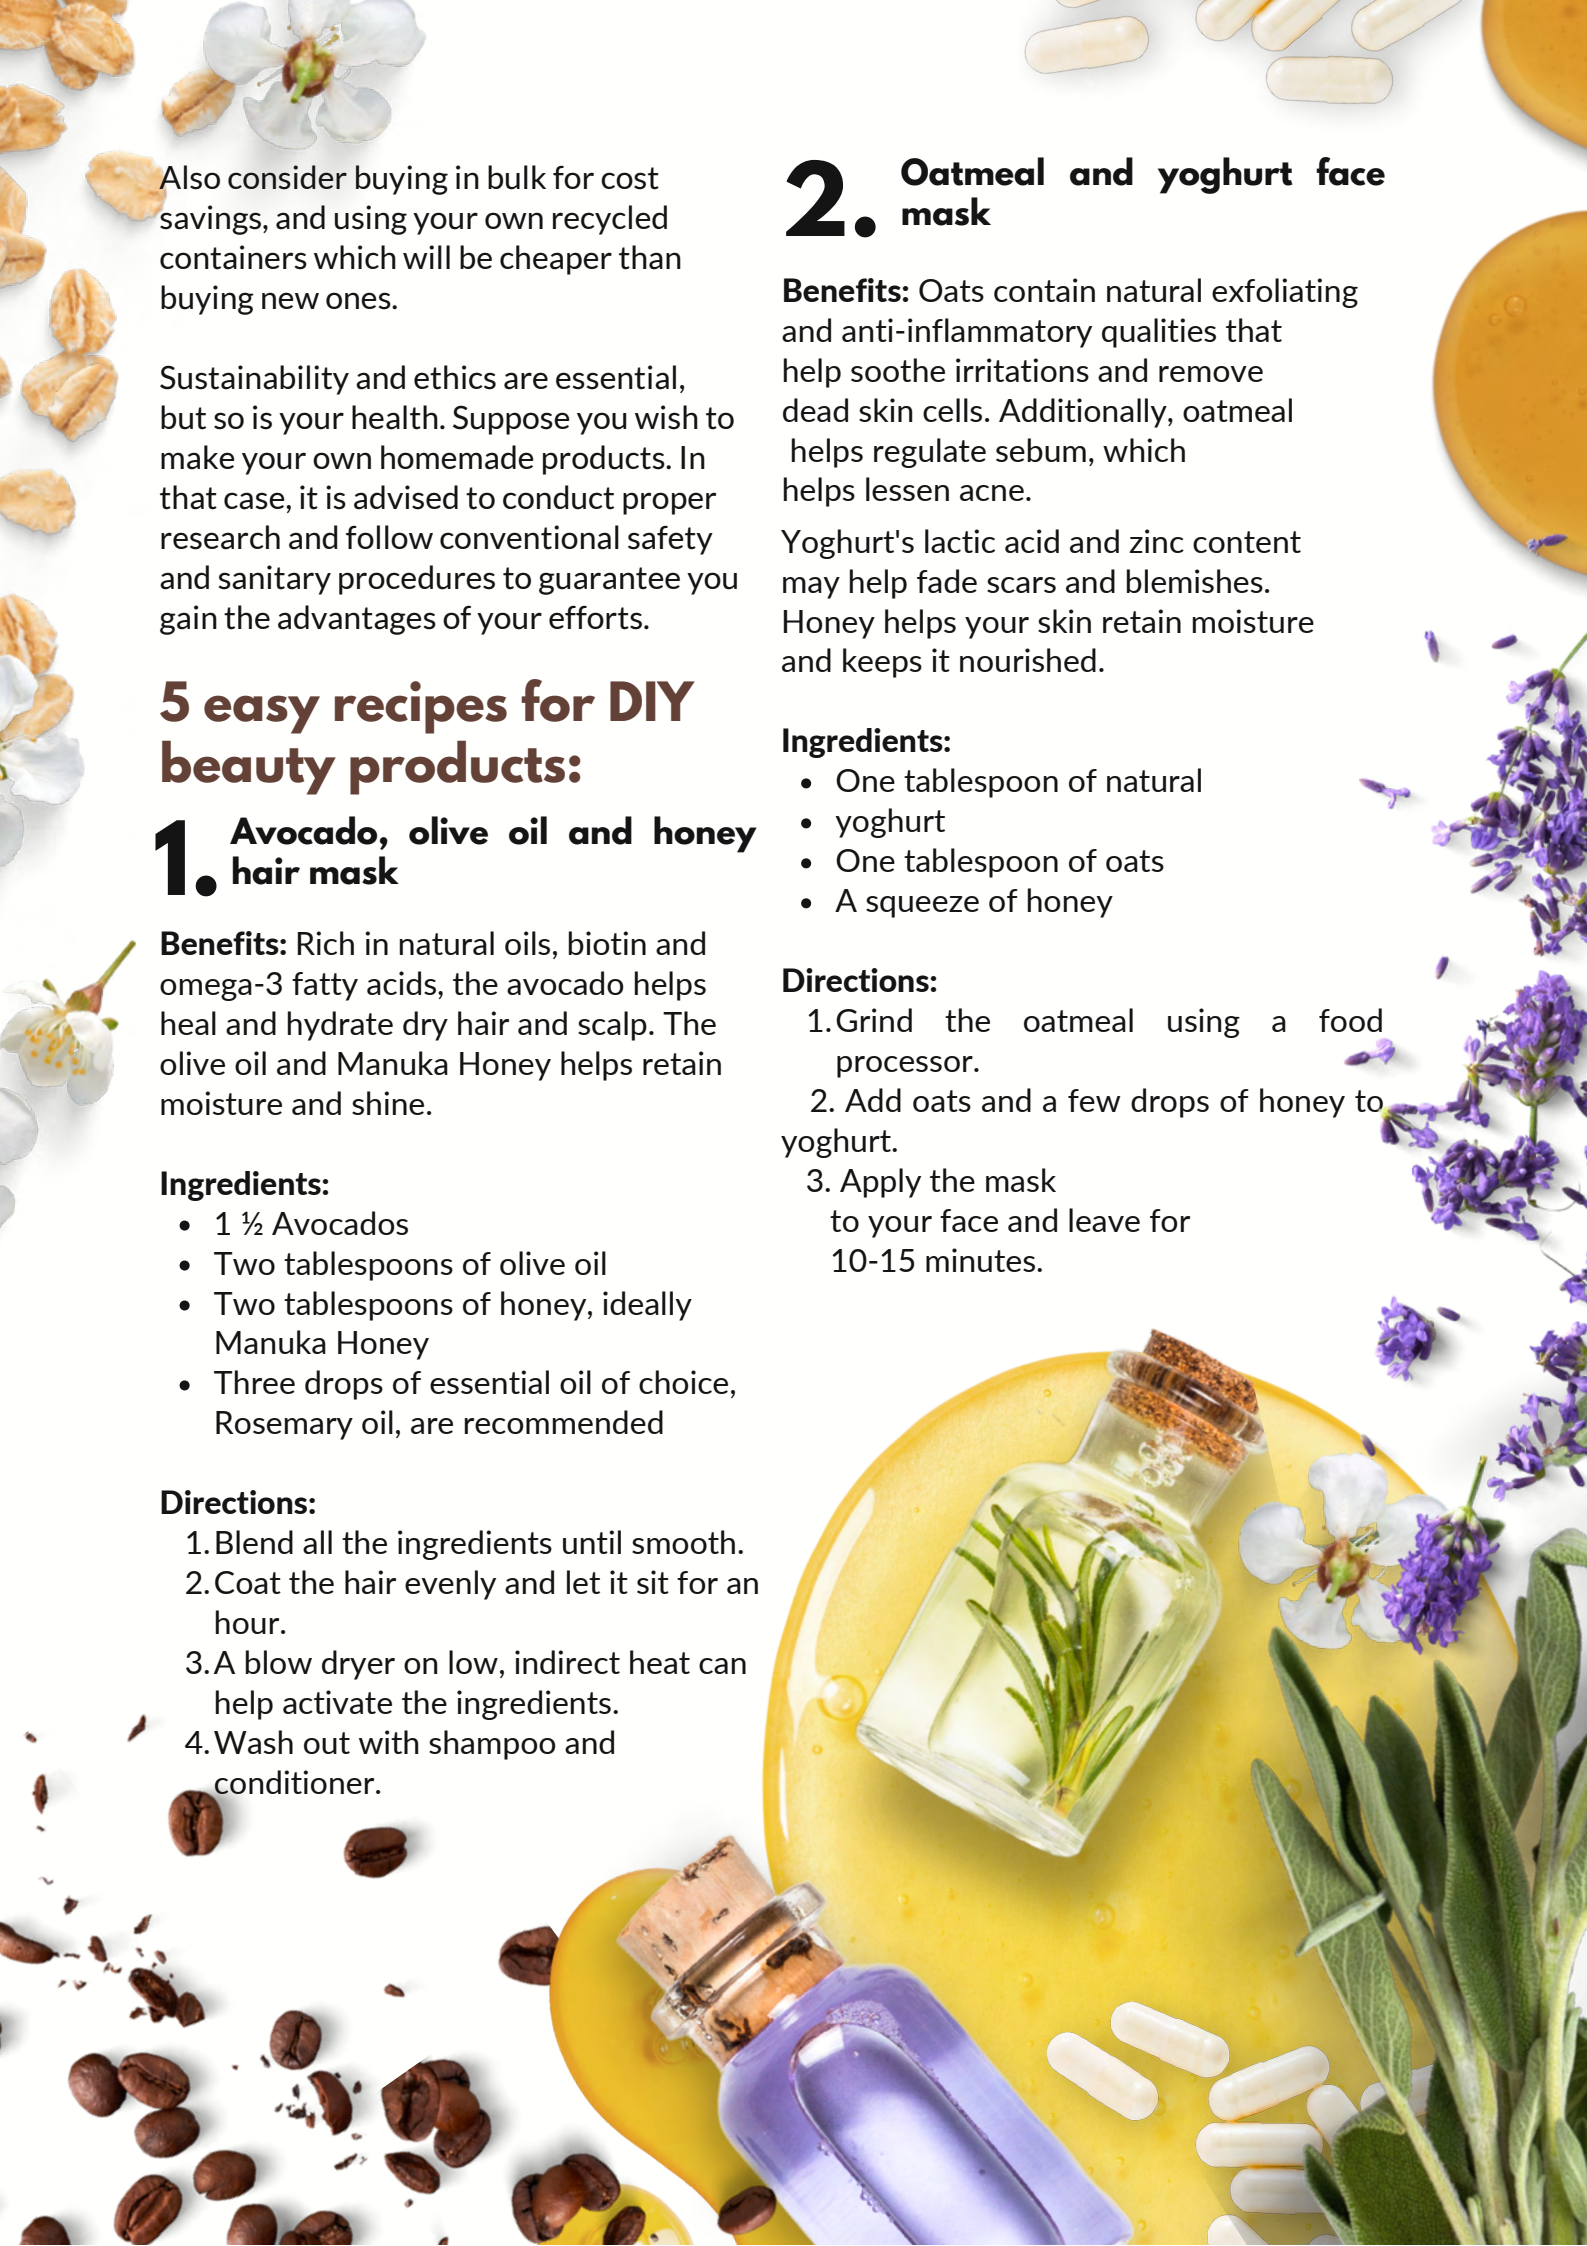 Also consider buying in bulk for cost
savings, and using your own recycled
containers which will be cheaper than
buying new ones.
Sustainability and ethics are essential,
but so is your health. Suppose you wish to
make your own homemade products. In
that case, it is advised to conduct proper
research and follow conventional safety
and sanitary procedures to guarantee you
gain the advantages of your efforts.
5 easy recipes for DIY
beauty products:
1. Avocado, olive oil and honey
hair mask
Benefits: Rich in natural oils, biotin and
omega-3 fatty acids, the avocado helps
heal and hydrate dry hair and scalp. The
olive oil and Manuka Honey helps retain
moisture and shine.
Ingredients:
• 1 ½ Avocados
• Two tablespoons of olive oil
• Two tablespoons of honey, ideally
Manuka Honey
• Three drops of essential oil of choice,
Rosemary oil, are recommended
Directions:
1. Blend all the ingredients until smooth.
2. Coat the hair evenly and let it sit for an
hour.
3. A blow dryer on low, indirect heat can
help activate the ingredients.
4. Wash out with shampoo and
conditioner.
2. Oatmeal and yoghurt face
mask
Benefits: Oats contain natural exfoliating
and anti-inflammatory qualities that
help soothe irritations and remove
dead skin cells. Additionally, oatmeal
helps regulate sebum, which
helps lessen acne.
Yoghurt's lactic acid and zinc content
may help fade scars and blemishes.
Honey helps your skin retain moisture
and keeps it nourished.
Ingredients:
• One tablespoon of natural
• yoghurt
• One tablespoon of oats
• A squeeze of honey
Directions:
1. Grind the oatmeal using a food
processor.
2. Add oats and a few drops of honey to
yoghurt.
3. Apply the mask
to your face and leave for
10-15 minutes.